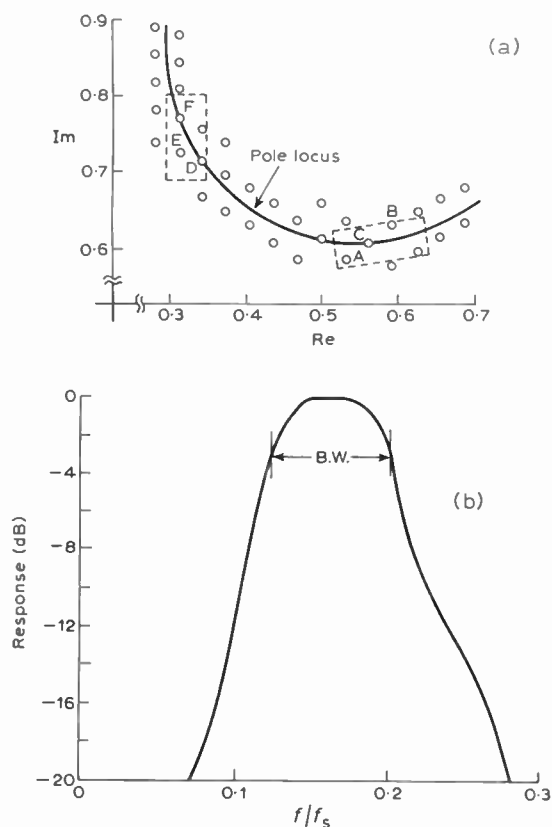 (a)
0·9
0·8
Im
0·7
0·6
F
E
D
Pole locus
B
C
A
0·3 0·4 0·5 0·6 0·7
Re
(b)
0
-4
-8
-12
-16
-20
Response (dB)
B.W.
0 0·1 0·2 0·3
f/fs